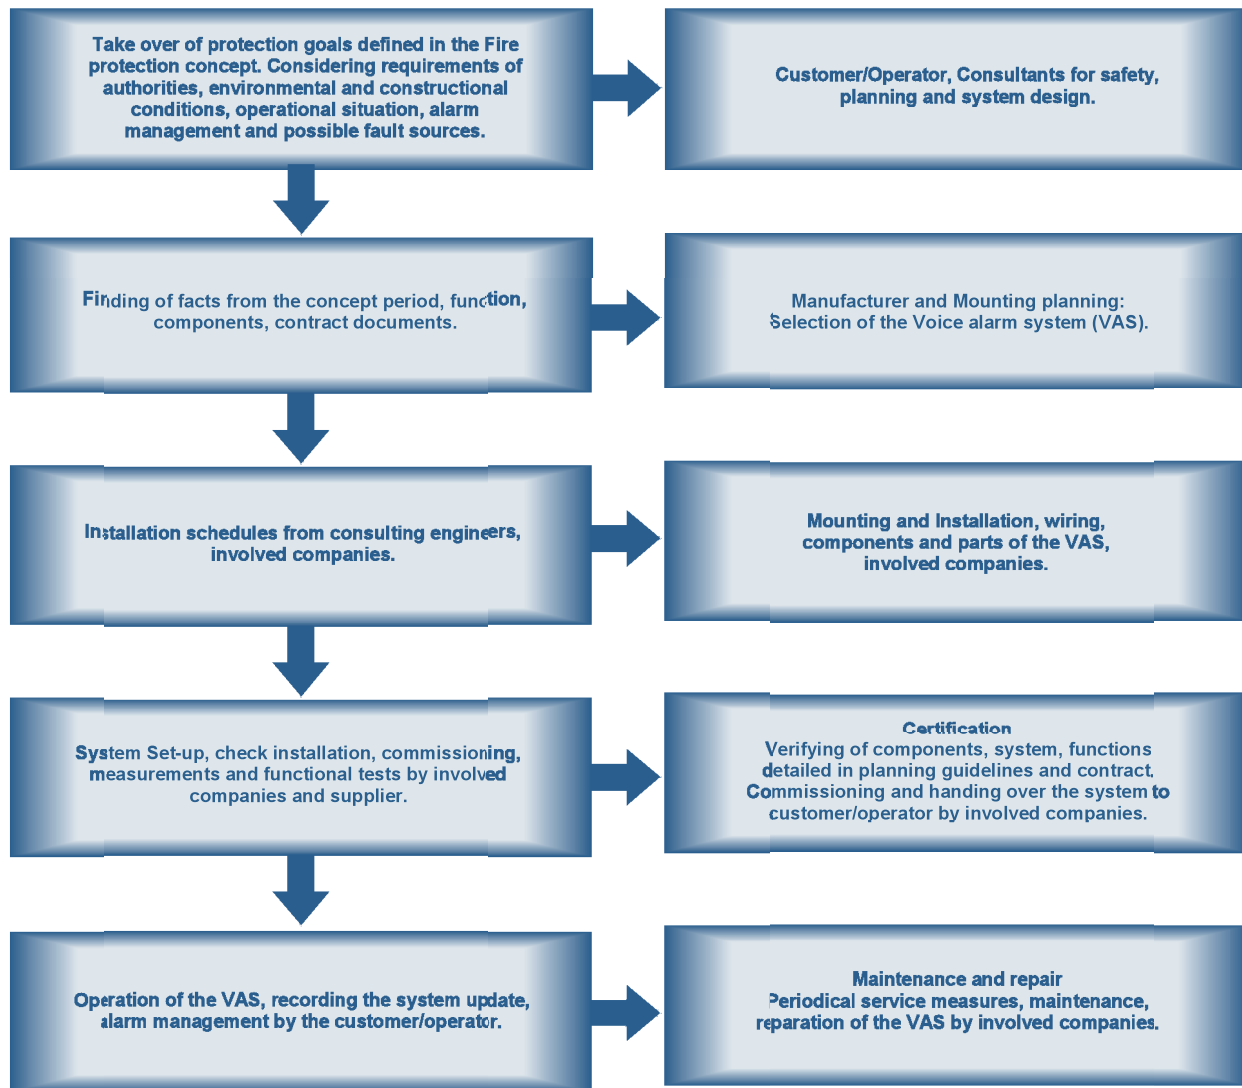 Take over of protection goals defined in the Fire
protection concept. Considering requirements of
authorities, environmental and constructional
conditions, operational situation, alarm
management and possible fault sources.
Customer/Operator, Consultants for safety,
planning and system design.
Finding of facts from the concept period, function,
components, contract documents.
Manufacturer and Mounting planning:
Selection of the Voice alarm system (VAS).
Installation schedules from consulting engineers,
involved companies.
Mounting and Installation, wiring,
components and parts of the VAS,
involved companies.
System Set-up, check installation, commissioning,
measurements and functional tests by involved
companies and supplier.
Certification
Verifying of components, system, functions
detailed in planning guidelines and contract.
Commissioning and handing over the system to
customer/operator by involved companies.
Operation of the VAS, recording the system update,
alarm management by the customer/operator.
Maintenance and repair
Periodical service measures, maintenance,
reparation of the VAS by involved companies.